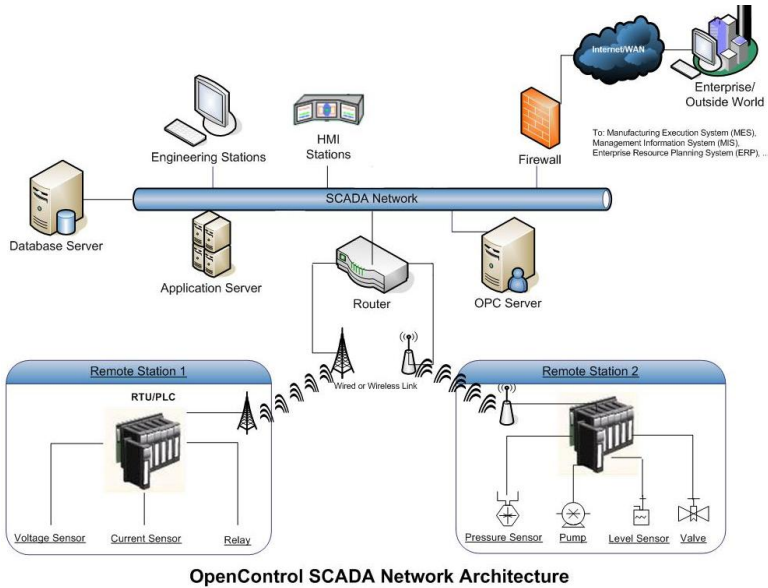 Internet/WAN
Enterprise/
Outside World
To: Manufacturing Execution System (MES),
Management Information System (MIS),
Enterprise Resource Planning System (ERP), ..
Engineering Stations
HMI
Stations
Firewall
SCADA Network
Database Server
Application Server
Router
OPC Server
Wired or Wireless Link
Remote Station 1
RTU/PLC
Voltage Sensor
Current Sensor
Relay
Remote Station 2
Pressure Sensor
Pump
Level Sensor
Valve
OpenControl SCADA Network Architecture